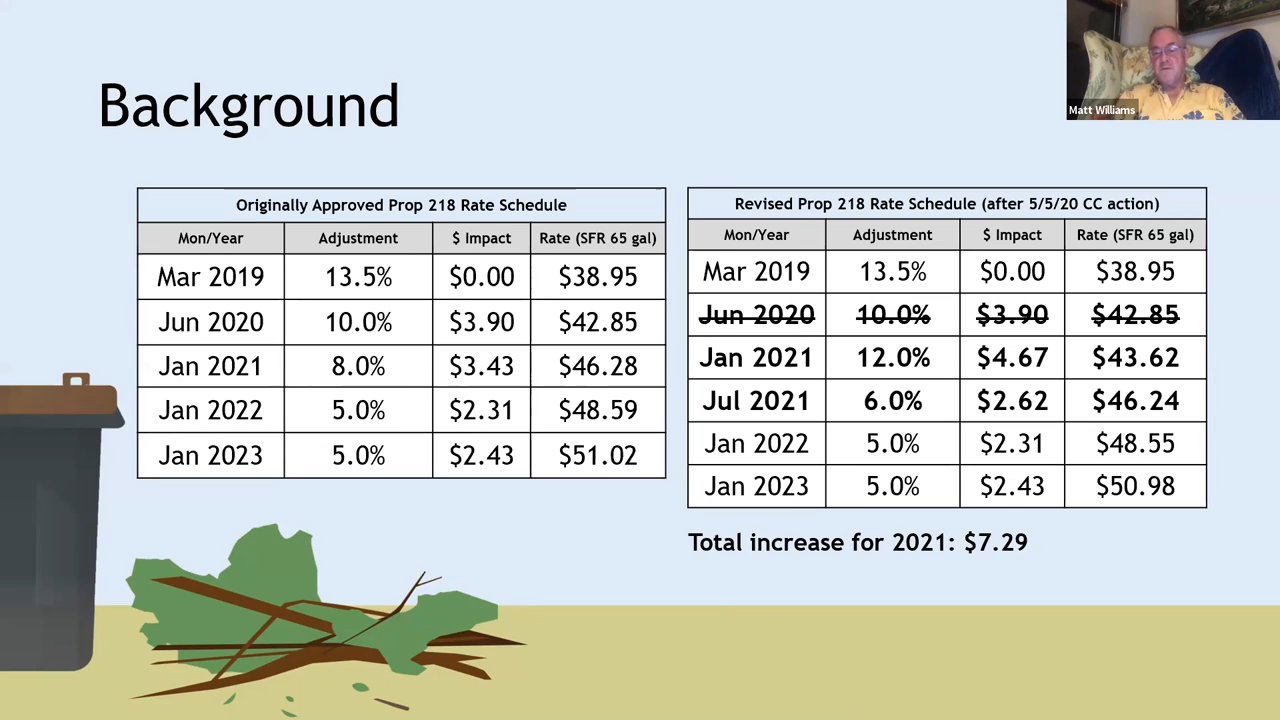 Background
Matt Williams
Originally Approved Prop 218 Rate Schedule
Mon/Year Adjustment $ Impact Rate (SFR 65 gal)
Mar 2019 13.5% $0.00 $38.95
Jun 2020 10.0% $3.90 $42.85
Jan 2021 8.0% $3.43 $46.28
Jan 2022 5.0% $2.31 $48.59
Jan 2023 5.0% $2.43 $51.02
Revised Prop 218 Rate Schedule (after 5/5/20 CC action)
Mon/Year Adjustment $ Impact Rate (SFR 65 gal)
Mar 2019 13.5% $0.00 $38.95
Jun 2020 10.0% $3.90 $42.85
Jan 2021 12.0% $4.67 $43.62
Jul 2021 6.0% $2.62 $46.24
Jan 2022 5.0% $2.31 $48.55
Jan 2023 5.0% $2.43 $50.98
Total increase for 2021: $7.29